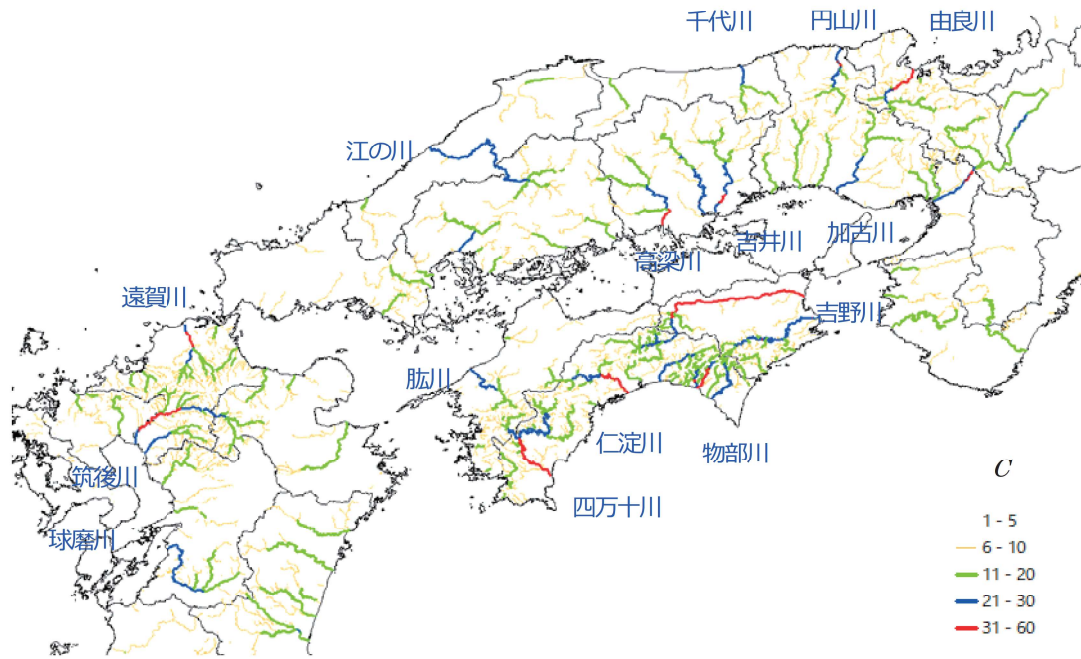 千代川
円山川
由良川
江の川
吉井川
加古川
高梁川
遠賀川
吉野川
肱川
仁淀川
物部川
筑後川
四万十川
球磨川
C
1 - 5
6 - 10
11 - 20
21 - 30
31 - 60